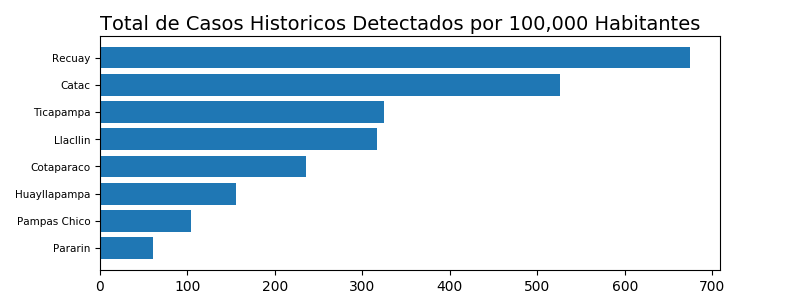 Total de Casos Historicos Detectados por 100,000 Habitantes
Recuay
Catac
Ticapampa
Llacllin
Cotaparaco
Huayllapampa
Pampas Chico
Pararin
0 100 200 300 400 500 600 700